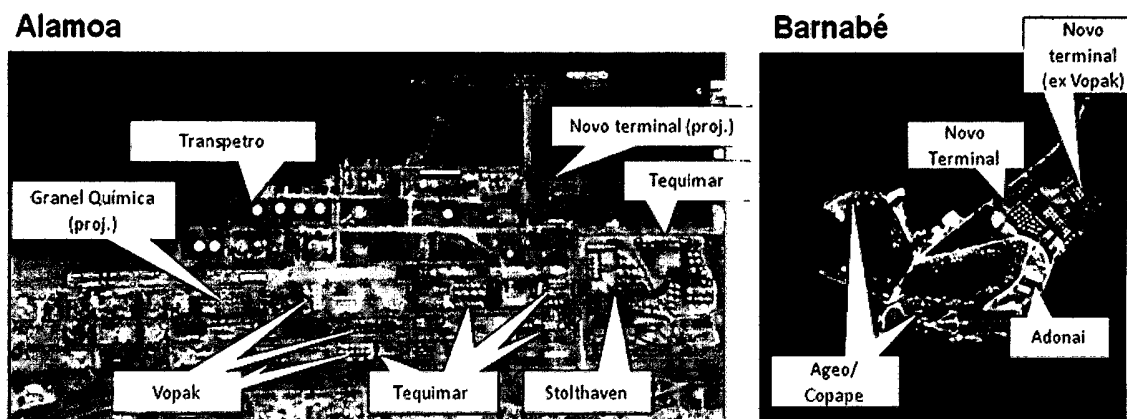 Alamoa
Barnabé
Transpetro
Novo terminal (proj.)
Tequimar
Granel Química
(proj.)
Vopak
Tequimar
Stolthaven
Novo
terminal
(ex Vopak)
Novo
Terminal
Ageo/
Copape
Adonai